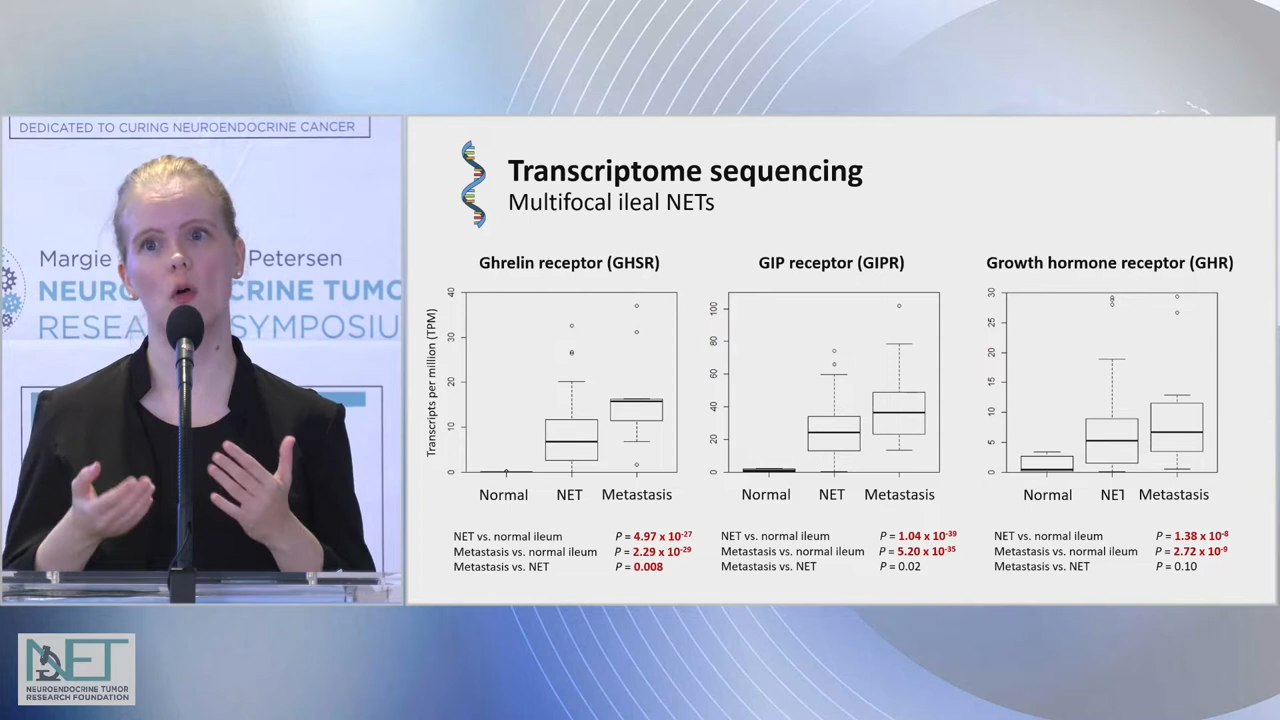 DEDICATED TO CURING NEUROENDOCRINE CANCER
Margie Petersen
NEURO CRINE TUMO
RESEA SYMPOSIU
Transcriptome sequencing
Multifocal ileal NETs
Ghrelin receptor (GHSR)
Transcripts per million (TPM)
40
30
20
10
0
Normal NET Metastasis
NET vs. normal ileum P = 4.97 x 10-27
Metastasis vs. normal ileum P = 2.29 x 10-29
Metastasis vs. NET P = 0.008
GIP receptor (GIPR)
100
80
60
40
20
0
Normal NET Metastasis
NET vs. normal ileum P = 1.04 x 10-39
Metastasis vs. normal ileum P = 5.20 x 10-35
Metastasis vs. NET P = 0.02
Growth hormone receptor (GHR)
30
25
20
15
10
5
0
Normal NET Metastasis
NET vs. normal ileum P = 1.38 x 10-8
Metastasis vs. normal ileum P = 2.72 x 10-9
Metastasis vs. NET P = 0.10
NET
NEUROENDOCRINE TUMOR
RESEARCH FOUNDATION